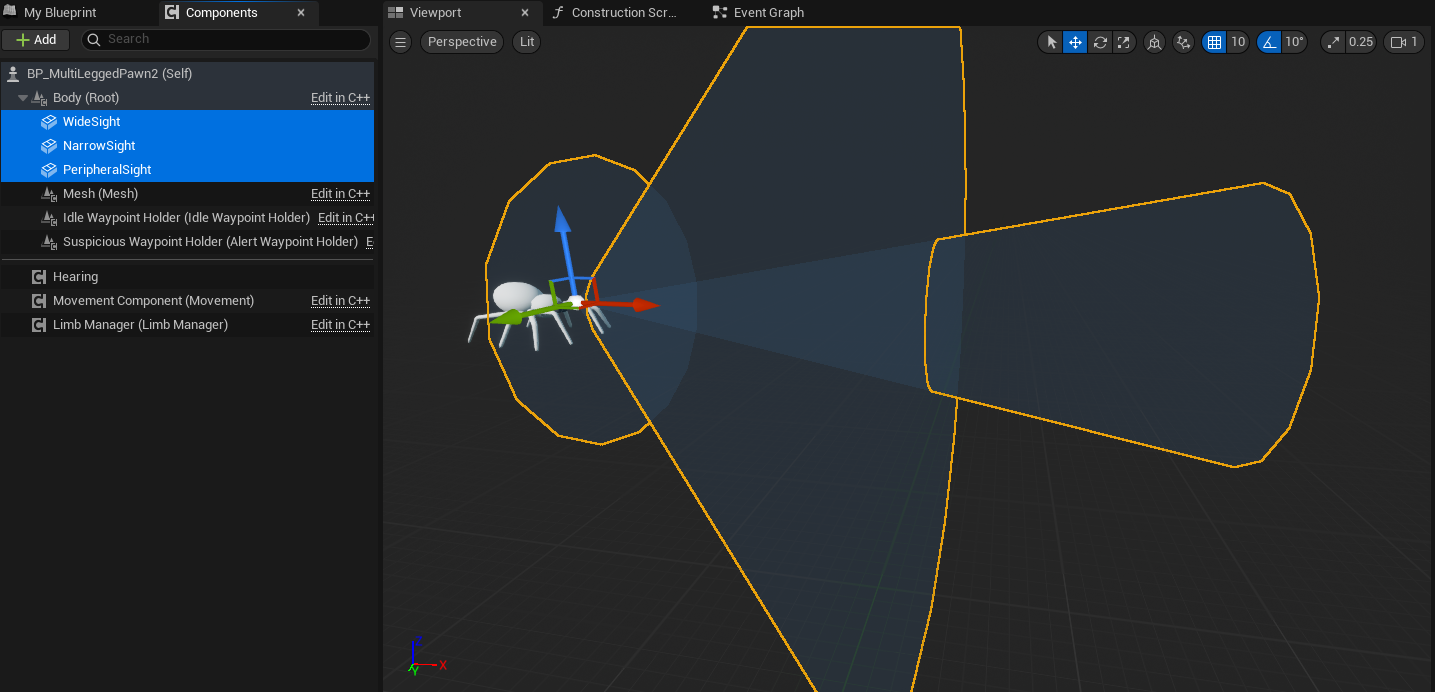 My Blueprint
Components
Viewport
Construction Scr...
Event Graph
Add
Search
Perspective
Lit
10
10°
0.25
1
BP_MultiLeggedPawn2 (Self)
Body (Root) Edit in C++
WideSight
NarrowSight
PeripheralSight
Mesh (Mesh) Edit in C++
Idle Waypoint Holder (Idle Waypoint Holder) Edit in C++
Suspicious Waypoint Holder (Alert Waypoint Holder) E
Hearing
Movement Component (Movement) Edit in C++
Limb Manager (Limb Manager) Edit in C++
Z
X
Y